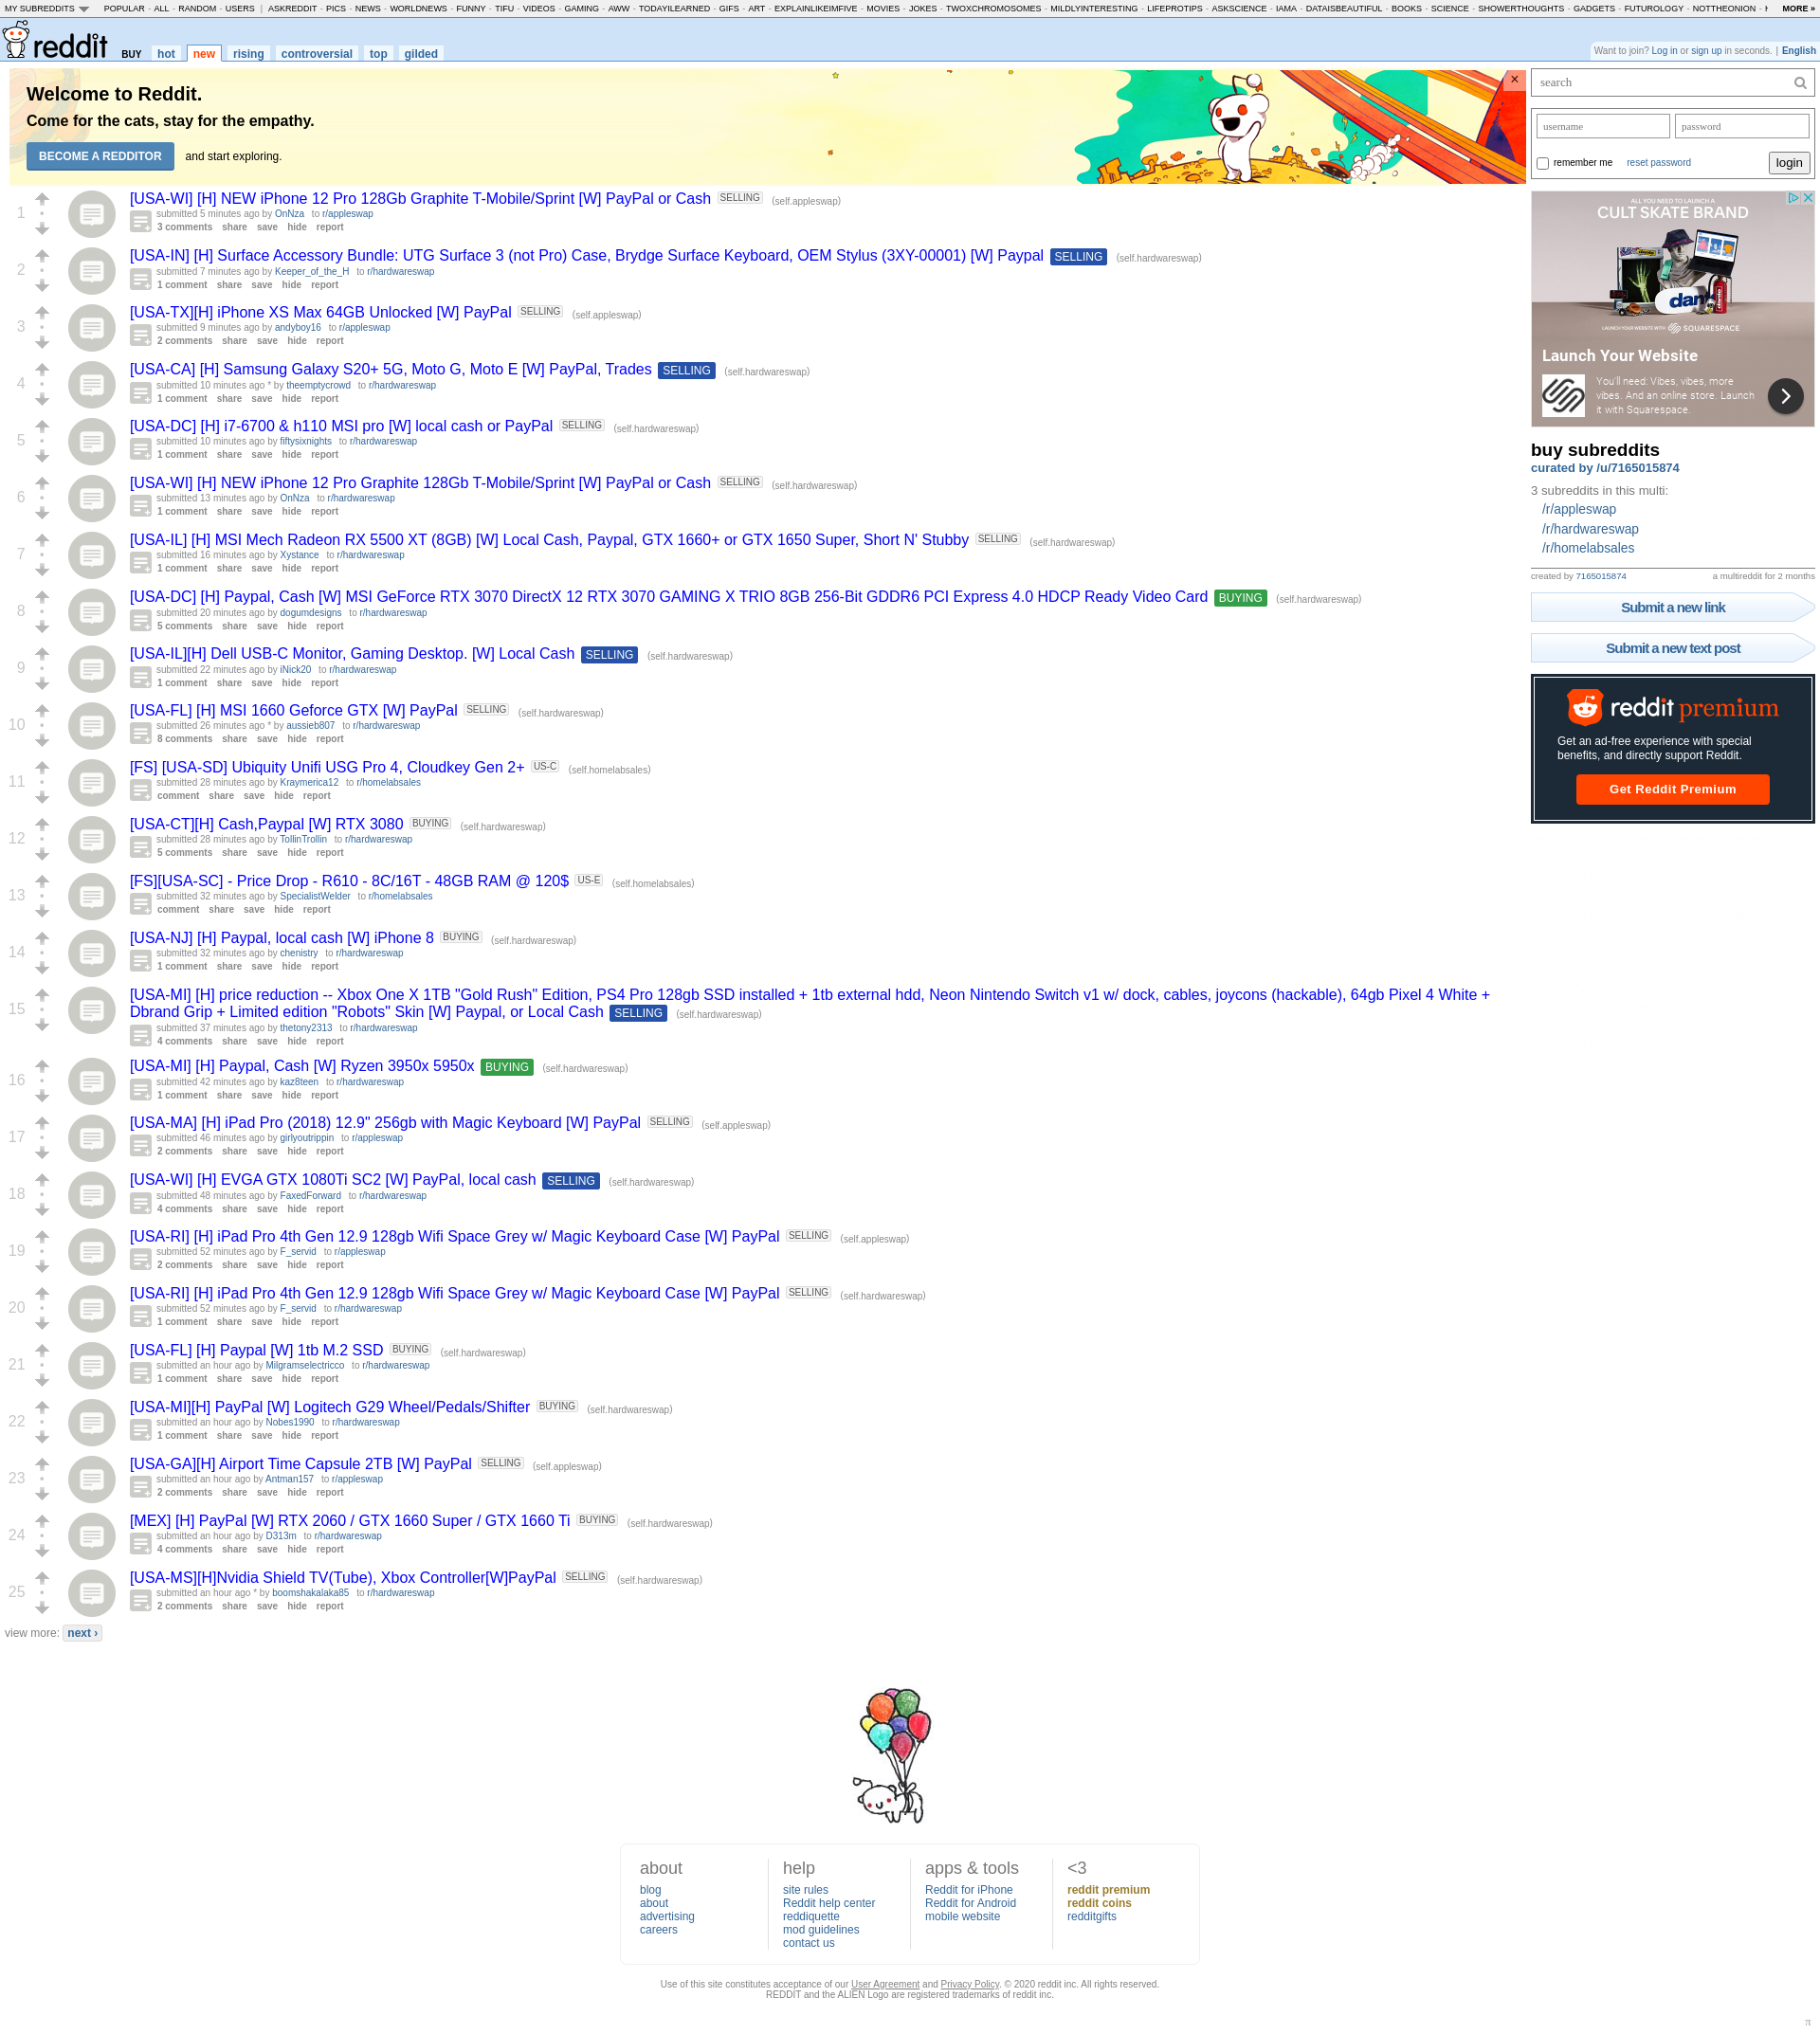 MY SUBREDDITS POPULAR - ALL - RANDOM - USERS | ASKREDDIT - PICS - NEWS - WORLDNEWS - FUNNY - TIFU - VIDEOS - GAMING - AWW - TODAYILEARNED - GIFS - ART - EXPLAINLIKEIMFIVE - MOVIES - JOKES - TWOXCHROMOSOMES - MILDLYINTERESTING - LIFEPROTIPS - ASKSCIENCE - IAMA - DATAISBEAUTIFUL - BOOKS - SCIENCE - SHOWERTHOUGHTS - GADGETS - FUTUROLOGY - NOTTHEONION - MORE »
reddit BUY hot new rising controversial top gilded
Want to join? Log in or sign up in seconds. | English
Welcome to Reddit.
Come for the cats, stay for the empathy.
BECOME A REDDITOR and start exploring.
×
1
[USA-WI] [H] NEW iPhone 12 Pro 128Gb Graphite T-Mobile/Sprint [W] PayPal or Cash SELLING (self.appleswap)
submitted 5 minutes ago by OnNza to r/appleswap
3 comments share save hide report
2
[USA-IN] [H] Surface Accessory Bundle: UTG Surface 3 (not Pro) Case, Brydge Surface Keyboard, OEM Stylus (3XY-00001) [W] Paypal SELLING (self.hardwareswap)
submitted 7 minutes ago by Keeper_of_the_H to r/hardwareswap
1 comment share save hide report
3
[USA-TX][H] iPhone XS Max 64GB Unlocked [W] PayPal SELLING (self.appleswap)
submitted 9 minutes ago by andyboy16 to r/appleswap
2 comments share save hide report
4
[USA-CA] [H] Samsung Galaxy S20+ 5G, Moto G, Moto E [W] PayPal, Trades SELLING (self.hardwareswap)
submitted 10 minutes ago * by theemptycrowd to r/hardwareswap
1 comment share save hide report
5
[USA-DC] [H] i7-6700 & h110 MSI pro [W] local cash or PayPal SELLING (self.hardwareswap)
submitted 10 minutes ago by fiftysixnights to r/hardwareswap
1 comment share save hide report
6
[USA-WI] [H] NEW iPhone 12 Pro Graphite 128Gb T-Mobile/Sprint [W] PayPal or Cash SELLING (self.hardwareswap)
submitted 13 minutes ago by OnNza to r/hardwareswap
1 comment share save hide report
7
[USA-IL] [H] MSI Mech Radeon RX 5500 XT (8GB) [W] Local Cash, Paypal, GTX 1660+ or GTX 1650 Super, Short N' Stubby SELLING (self.hardwareswap)
submitted 16 minutes ago by Xystance to r/hardwareswap
1 comment share save hide report
8
[USA-DC] [H] Paypal, Cash [W] MSI GeForce RTX 3070 DirectX 12 RTX 3070 GAMING X TRIO 8GB 256-Bit GDDR6 PCI Express 4.0 HDCP Ready Video Card BUYING (self.hardwareswap)
submitted 20 minutes ago by dogumdesigns to r/hardwareswap
5 comments share save hide report
9
[USA-IL][H] Dell USB-C Monitor, Gaming Desktop. [W] Local Cash SELLING (self.hardwareswap)
submitted 22 minutes ago by iNick20 to r/hardwareswap
1 comment share save hide report
10
[USA-FL] [H] MSI 1660 Geforce GTX [W] PayPal SELLING (self.hardwareswap)
submitted 26 minutes ago * by aussieb807 to r/hardwareswap
8 comments share save hide report
11
[FS] [USA-SD] Ubiquity Unifi USG Pro 4, Cloudkey Gen 2+ US-C (self.homelabsales)
submitted 28 minutes ago by Kraymerica12 to r/homelabsales
comment share save hide report
12
[USA-CT][H] Cash,Paypal [W] RTX 3080 BUYING (self.hardwareswap)
submitted 28 minutes ago by TollinTrollin to r/hardwareswap
5 comments share save hide report
13
[FS][USA-SC] - Price Drop - R610 - 8C/16T - 48GB RAM @ 120$ US-E (self.homelabsales)
submitted 32 minutes ago by SpecialistWelder to r/homelabsales
comment share save hide report
14
[USA-NJ] [H] Paypal, local cash [W] iPhone 8 BUYING (self.hardwareswap)
submitted 32 minutes ago by chenistry to r/hardwareswap
1 comment share save hide report
15
[USA-MI] [H] price reduction -- Xbox One X 1TB "Gold Rush" Edition, PS4 Pro 128gb SSD installed + 1tb external hdd, Neon Nintendo Switch v1 w/ dock, cables, joycons (hackable), 64gb Pixel 4 White +
Dbrand Grip + Limited edition "Robots" Skin [W] Paypal, or Local Cash SELLING (self.hardwareswap)
submitted 37 minutes ago by thetony2313 to r/hardwareswap
4 comments share save hide report
16
[USA-MI] [H] Paypal, Cash [W] Ryzen 3950x 5950x BUYING (self.hardwareswap)
submitted 42 minutes ago by kaz8teen to r/hardwareswap
1 comment share save hide report
17
[USA-MA] [H] iPad Pro (2018) 12.9" 256gb with Magic Keyboard [W] PayPal SELLING (self.appleswap)
submitted 46 minutes ago by girlyoutrippin to r/appleswap
2 comments share save hide report
18
[USA-WI] [H] EVGA GTX 1080Ti SC2 [W] PayPal, local cash SELLING (self.hardwareswap)
submitted 48 minutes ago by FaxedForward to r/hardwareswap
4 comments share save hide report
19
[USA-RI] [H] iPad Pro 4th Gen 12.9 128gb Wifi Space Grey w/ Magic Keyboard Case [W] PayPal SELLING (self.appleswap)
submitted 52 minutes ago by F_servid to r/appleswap
2 comments share save hide report
20
[USA-RI] [H] iPad Pro 4th Gen 12.9 128gb Wifi Space Grey w/ Magic Keyboard Case [W] PayPal SELLING (self.hardwareswap)
submitted 52 minutes ago by F_servid to r/hardwareswap
1 comment share save hide report
21
[USA-FL] [H] Paypal [W] 1tb M.2 SSD BUYING (self.hardwareswap)
submitted an hour ago by Milgramselectricco to r/hardwareswap
1 comment share save hide report
22
[USA-MI][H] PayPal [W] Logitech G29 Wheel/Pedals/Shifter BUYING (self.hardwareswap)
submitted an hour ago by Nobes1990 to r/hardwareswap
1 comment share save hide report
23
[USA-GA][H] Airport Time Capsule 2TB [W] PayPal SELLING (self.appleswap)
submitted an hour ago by Antman157 to r/appleswap
2 comments share save hide report
24
[MEX] [H] PayPal [W] RTX 2060 / GTX 1660 Super / GTX 1660 Ti BUYING (self.hardwareswap)
submitted an hour ago by D313m to r/hardwareswap
4 comments share save hide report
25
[USA-MS][H]Nvidia Shield TV(Tube), Xbox Controller[W]PayPal SELLING (self.hardwareswap)
submitted an hour ago * by boomshakalaka85 to r/hardwareswap
2 comments share save hide report
view more: next ›
search
username password
remember me reset password login
ALL YOU NEED TO LAUNCH A
CULT SKATE BRAND
dant
LAUNCH YOUR WEBSITE WITH SQUARESPACE
Launch Your Website
You'll need: Vibes, vibes, more
vibes. And an online store. Launch
it with Squarespace.
buy subreddits
curated by /u/7165015874
3 subreddits in this multi:
/r/appleswap
/r/hardwareswap
/r/homelabsales
created by 7165015874 a multireddit for 2 months
Submit a new link
Submit a new text post
reddit premium
Get an ad-free experience with special
benefits, and directly support Reddit.
Get Reddit Premium
about
blog
about
advertising
careers
help
site rules
Reddit help center
reddiquette
mod guidelines
contact us
apps & tools
Reddit for iPhone
Reddit for Android
mobile website
<3
reddit premium
reddit coins
redditgifts
Use of this site constitutes acceptance of our User Agreement and Privacy Policy. © 2020 reddit inc. All rights reserved.
REDDIT and the ALIEN Logo are registered trademarks of reddit inc.
π